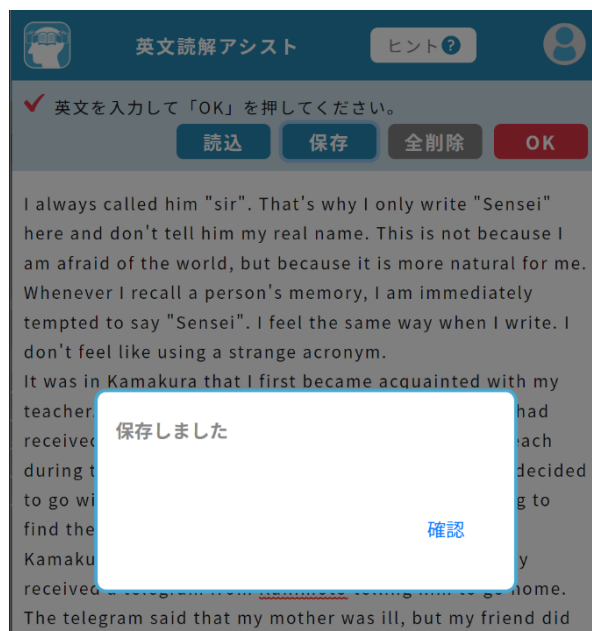 英文読解アシスト
ヒント?
英文を入力して「OK」を押してください。
読込 保存 全削除 OK
I always called him "sir". That's why I only write "Sensei"
here and don't tell him my real name. This is not because I
am afraid of the world, but because it is more natural for me.
Whenever I recall a person's memory, I am immediately
tempted to say "Sensei". I feel the same way when I write. I
don't feel like using a strange acronym.
It was in Kamakura that I first became acquainted with my
teacher had
received each
during decided
to go to
find the
保存しました
確認
received a telegram from telling him to go home.
The telegram said that my mother was ill, but my friend did